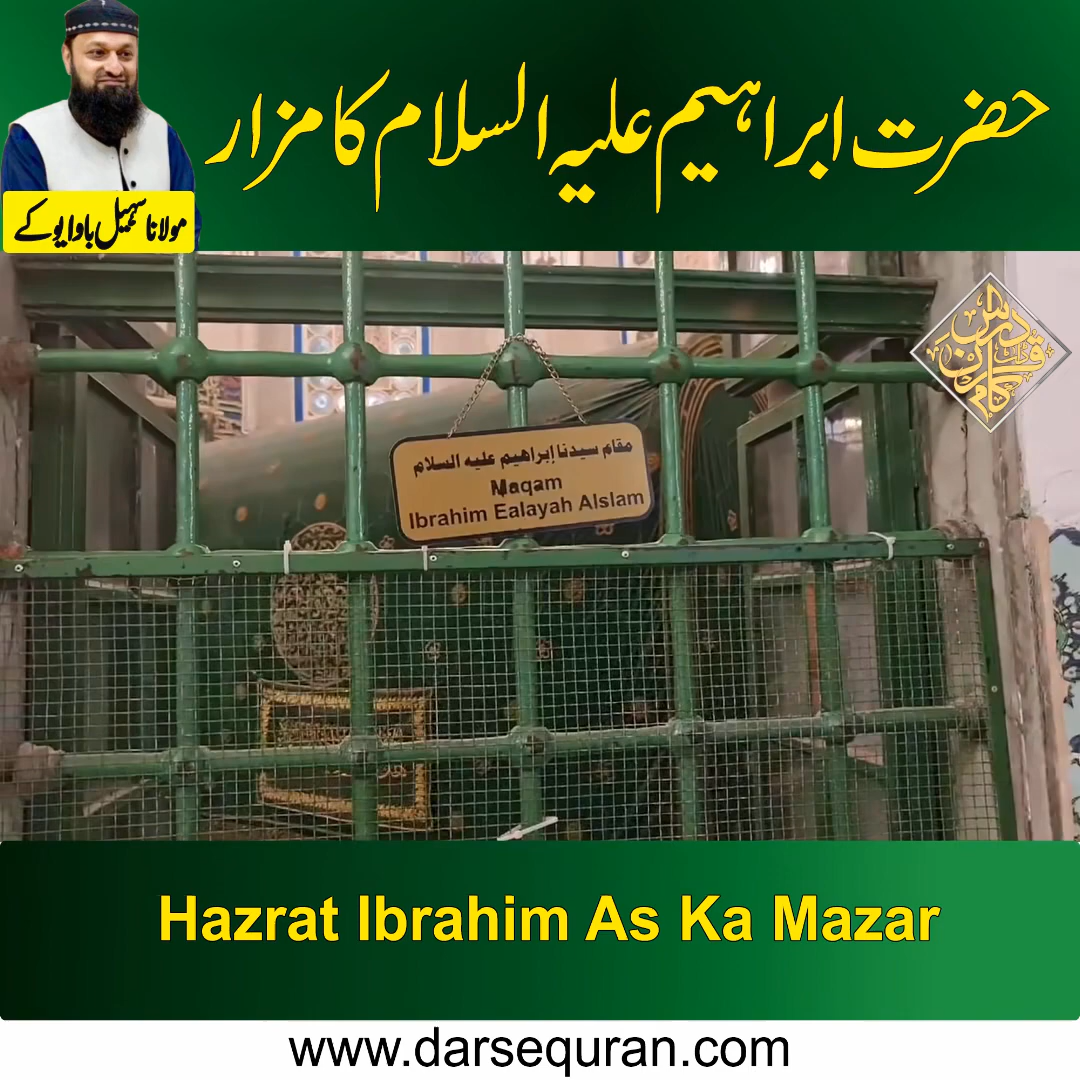 حضرت ابراہیم علیہ السلام کا مزار
مولانا سہیل باوا یو کے
مقام سيدنا إبراهيم عليه السلام
Maqam
Ibrahim Ealayah Alslam
Hazrat Ibrahim As Ka Mazar
www.darsequran.com